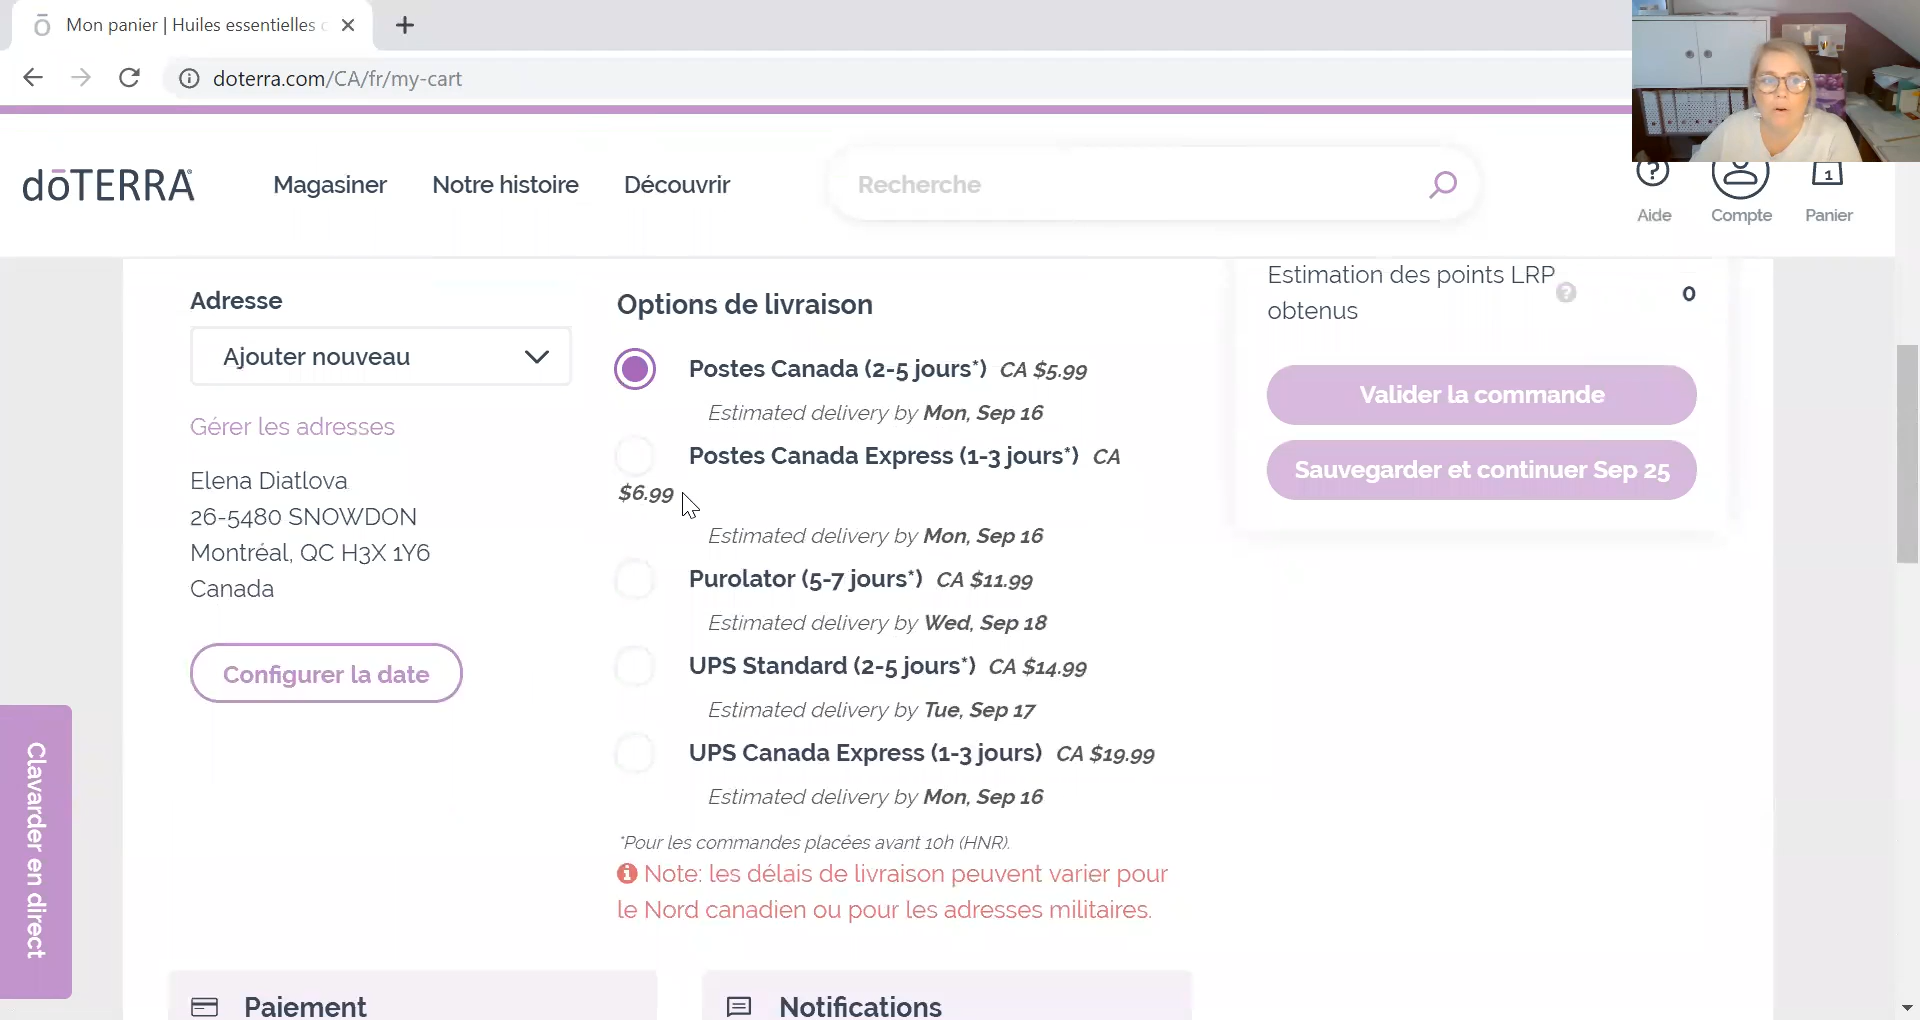 Mon panier | Huiles essentielles
doterra.com/CA/fr/my-cart
dōTERRA
Magasiner
Notre histoire
Découvrir
Recherche
Aide
Compte
1
Panier
Adresse
Ajouter nouveau
Gérer les adresses
Elena Diatlova
26-5480 SNOWDON
Montréal, QC H3X 1Y6
Canada
Configurer la date
Options de livraison
Postes Canada (2-5 jours*) CA $5.99
Estimated delivery by Mon, Sep 16
Postes Canada Express (1-3 jours*) CA
$6.99
Estimated delivery by Mon, Sep 16
Purolator (5-7 jours*) CA $11.99
Estimated delivery by Wed, Sep 18
UPS Standard (2-5 jours*) CA $14.99
Estimated delivery by Tue, Sep 17
UPS Canada Express (1-3 jours) CA $19.99
Estimated delivery by Mon, Sep 16
*Pour les commandes placées avant 10h (HNR).
Note: les délais de livraison peuvent varier pour
le Nord canadien ou pour les adresses militaires.
Estimation des points LRP
obtenus
0
Valider la commande
Sauvegarder et continuer Sep 25
Clavarder en direct
Paiement
Notifications